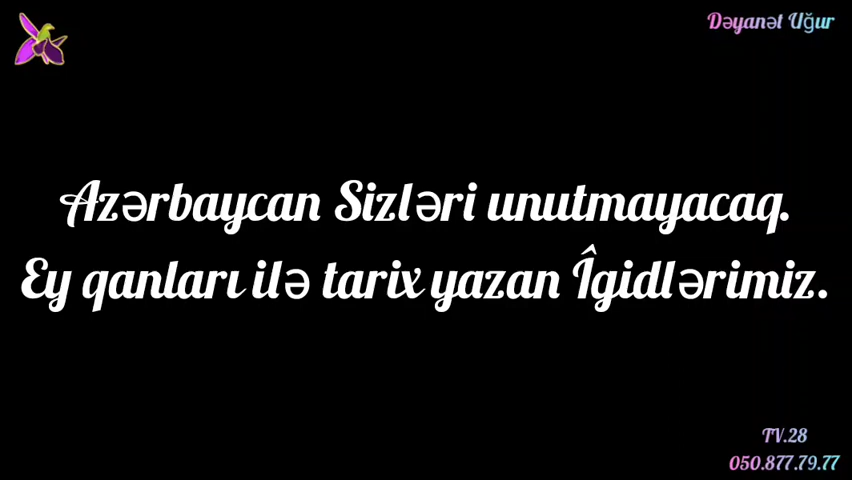 Dəyanət Uğur
Azərbaycan Sizləri unutmayacaq.
Ey qanları ilə tarix yazan Îgidlərimiz.
TV.28
050.877.79.77